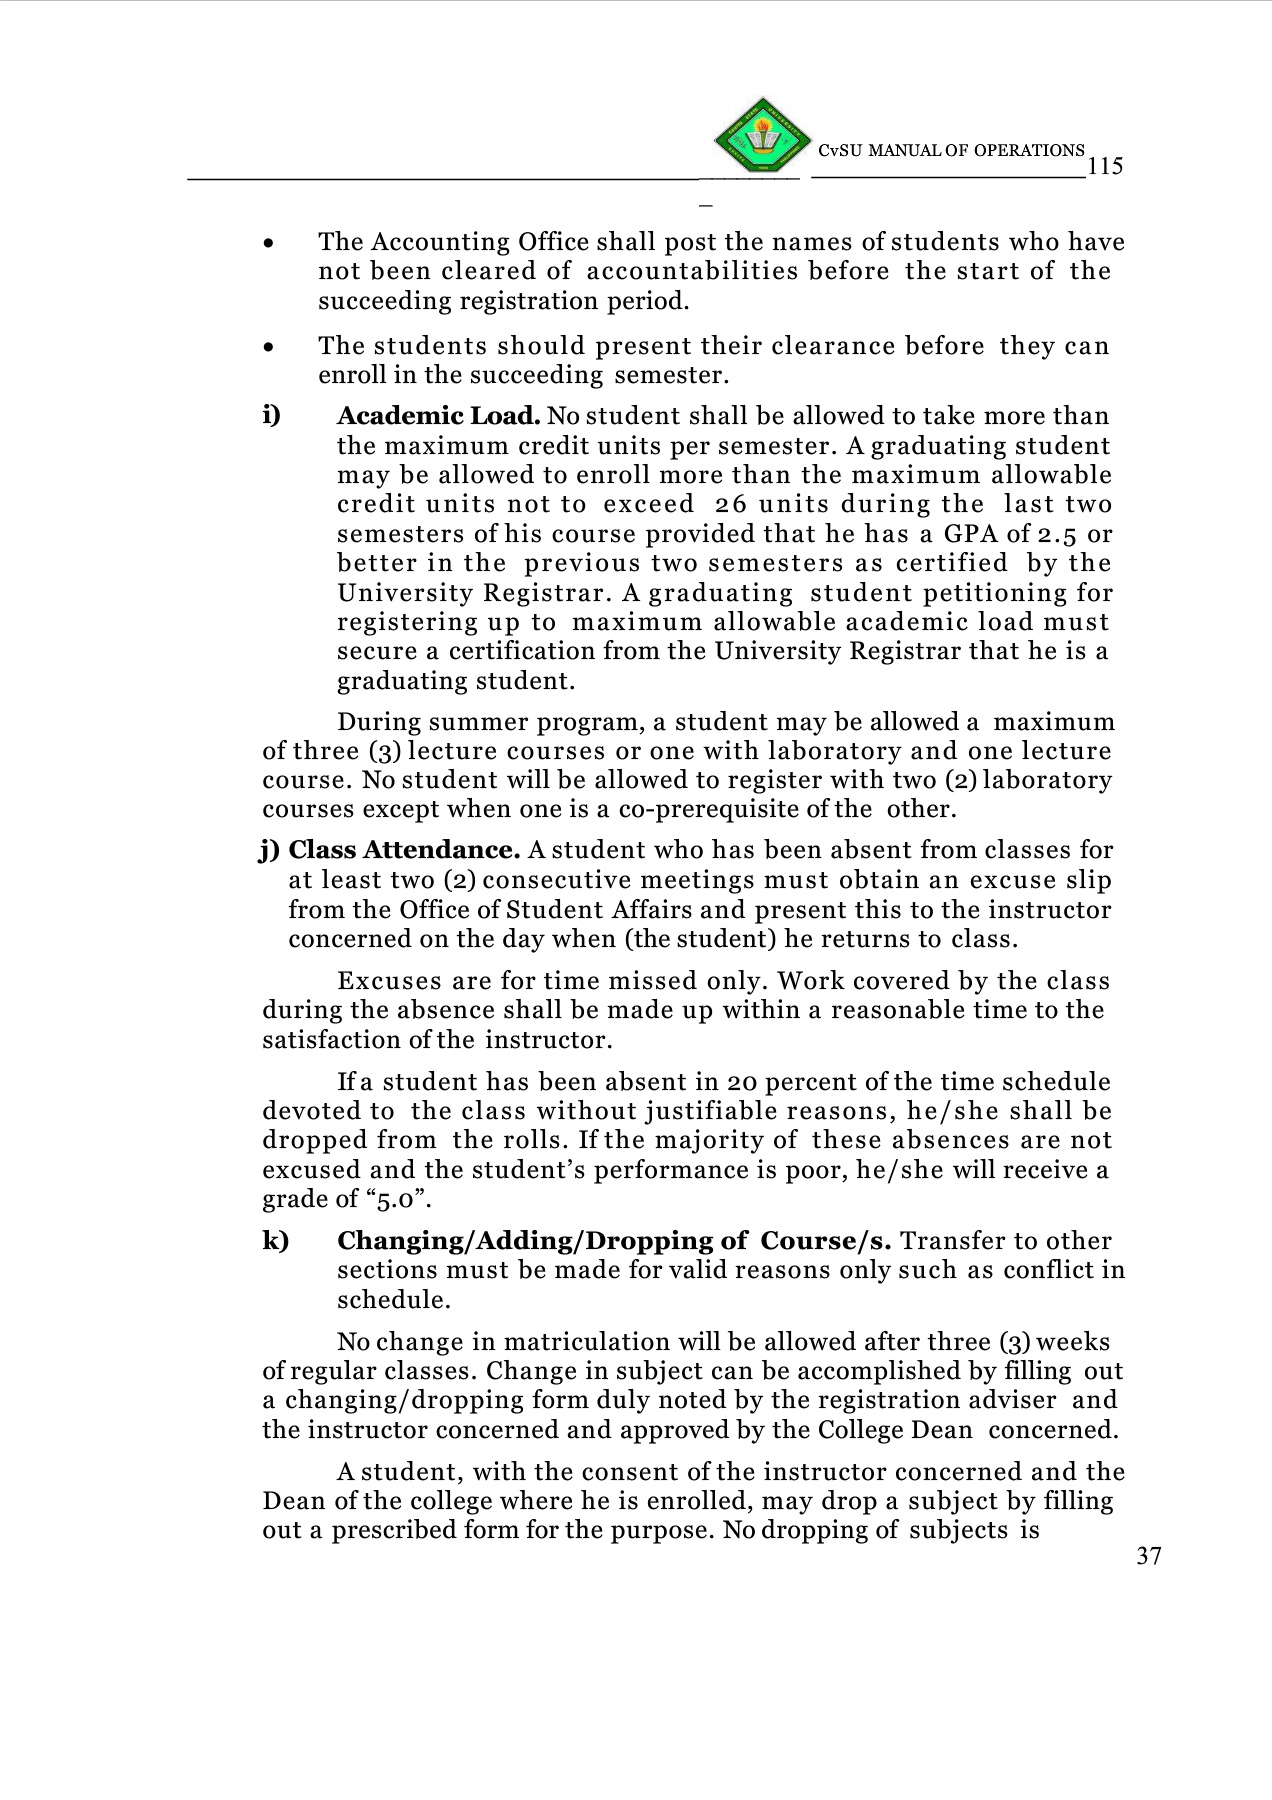 CvSU MANUAL OF OPERATIONS
115
• The Accounting Office shall post the names of students who have
not been cleared of accountabilities before the start of the
succeeding registration period.
• The students should present their clearance before they can
enroll in the succeeding semester.
i) Academic Load. No student shall be allowed to take more than
the maximum credit units per semester. A graduating student
may be allowed to enroll more than the maximum allowable
credit units not to exceed 26 units during the last two
semesters of his course provided that he has a GPA of 2.5 or
better in the previous two semesters as certified by the
University Registrar. A graduating student petitioning for
registering up to maximum allowable academic load must
secure a certification from the University Registrar that he is a
graduating student.
During summer program, a student may be allowed a maximum
of three (3) lecture courses or one with laboratory and one lecture
course. No student will be allowed to register with two (2) laboratory
courses except when one is a co-prerequisite of the other.
j) Class Attendance. A student who has been absent from classes for
at least two (2) consecutive meetings must obtain an excuse slip
from the Office of Student Affairs and present this to the instructor
concerned on the day when (the student) he returns to class.
Excuses are for time missed only. Work covered by the class
during the absence shall be made up within a reasonable time to the
satisfaction of the instructor.
If a student has been absent in 20 percent of the time schedule
devoted to the class without justifiable reasons, he/she shall be
dropped from the rolls. If the majority of these absences are not
excused and the student’s performance is poor, he/she will receive a
grade of “5.0”.
k) Changing/Adding/Dropping of Course/s. Transfer to other
sections must be made for valid reasons only such as conflict in
schedule.
No change in matriculation will be allowed after three (3) weeks
of regular classes. Change in subject can be accomplished by filling out
a changing/dropping form duly noted by the registration adviser and
the instructor concerned and approved by the College Dean concerned.
A student, with the consent of the instructor concerned and the
Dean of the college where he is enrolled, may drop a subject by filling
out a prescribed form for the purpose. No dropping of subjects is
37